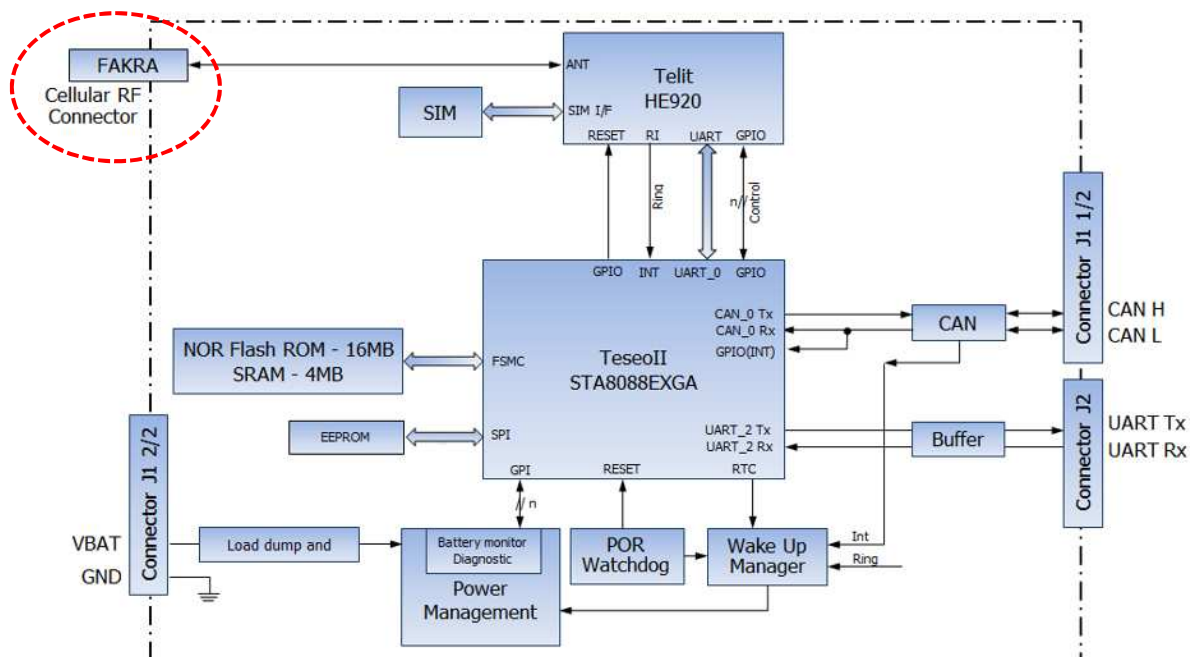 FAKRA
Cellular RF
Connector
ANT
Telit
HE920
SIM
SIM I/F
RESET
RI
UART
GPIO
Ring
n//
Control
GPIO
INT
UART_0
GPIO
CAN_0 Tx
CAN_0 Rx
GPIO(INT)
CAN
Connector J1 1/2
CAN H
CAN L
NOR Flash ROM - 16MB
SRAM - 4MB
FSMC
TeseoII
STA8088EXGA
EEPROM
SPI
UART_2 Tx
UART_2 Rx
Buffer
Connector J2
UART Tx
UART Rx
GPI
RESET
RTC
// n
Connector J1 2/2
VBAT
GND
Load dump and
Battery monitor
Diagnostic
Power
Management
POR
Watchdog
Wake Up
Manager
Int
Ring